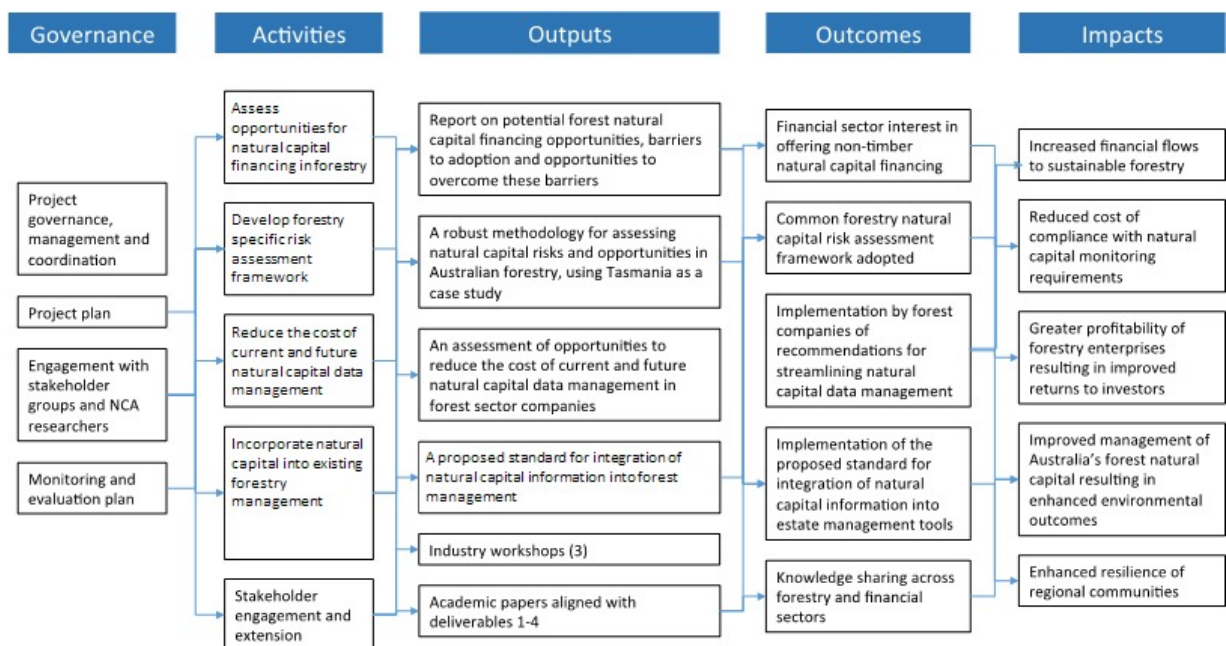 Governance
Activities
Outputs
Outcomes
Impacts
Project
governance,
management and
coordination
Project plan
Engagement with
stakeholder
groups and NCA
researchers
Monitoring and
evaluation plan
Assess
opportunities for
natural capital
financing in forestry
Develop forestry
specific risk
assessment
framework
Reduce the cost of
current and future
natural capital data
management
Incorporate natural
capital into existing
forestry
management
Stakeholder
engagement and
extension
Report on potential forest natural
capital financing opportunities, barriers
to adoption and opportunities to
overcome these barriers
A robust methodology for assessing
natural capital risks and opportunities in
Australian forestry, using Tasmania as a
case study
An assessment of opportunities to
reduce the cost of current and future
natural capital data management in
forest sector companies
A proposed standard for integration of
natural capital information into forest
management
Industry workshops (3)
Academic papers aligned with
deliverables 1-4
Financial sector interest in
offering non-timber
natural capital financing
Common forestry natural
capital risk assessment
framework adopted
Implementation by forest
companies of
recommendations for
streamlining natural
capital data management
Implementation of the
proposed standard for
integration of natural
capital information into
estate management tools
Knowledge sharing across
forestry and financial
sectors
Increased financial flows
to sustainable forestry
Reduced cost of
compliance with natural
capital monitoring
requirements
Greater profitability of
forestry enterprises
resulting in improved
returns to investors
Improved management of
Australia's forest natural
capital resulting in
enhanced environmental
outcomes
Enhanced resilience of
regional communities